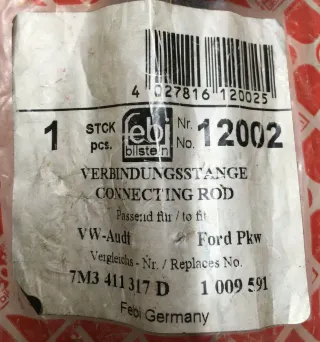 4 027816 120025
1 STCK pcs. febi bilstein Nr. No. 12002
VERBINDUNGSSTANGE
CONNECTING ROD
Passend für / to fit
VW-Audi Ford Pkw
Vergleichs - Nr. / Replaces No.
7M3 411 317 D 1 009 591
Febi Germany